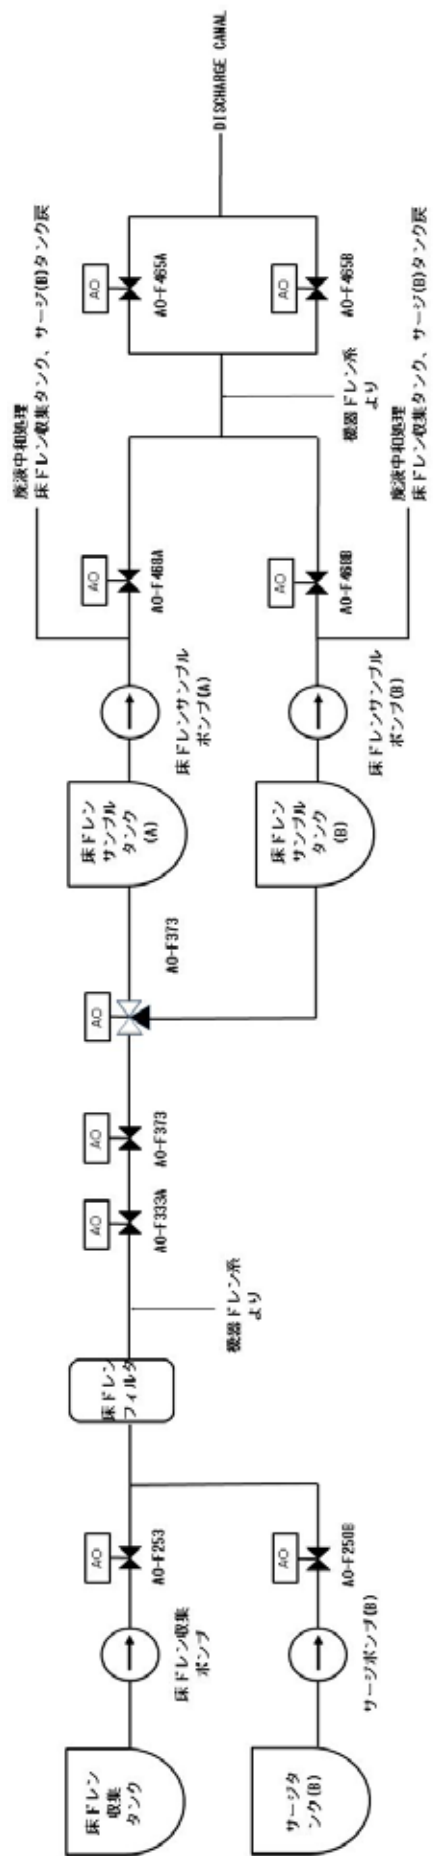 床ドレン
収集
タンク
床ドレン収集
ポンプ
AO
AO-F253
サージタ
ンク(B)
サージポンプ(B)
AO
AO-F250B
床ドレン
フィルタ
機器ドレン系
より
AO
AO-F333A
AO
AO-F373
AO
AO-F373
床ドレン
サンプル
タンク
(A)
床ドレンサンプル
ポンプ(A)
廃液中和処理
床ドレン収集タンク、サージ(B)タンク戻
AO
AO-F468A
床ドレン
サンプル
タンク
(B)
床ドレンサンプル
ポンプ(B)
AO
AO-F468B
廃液中和処理
床ドレン収集タンク、サージ(B)タンク戻
機器ドレン系
より
AO
AO-F465A
AO
AO-F465B
DISCHARGE CANAL